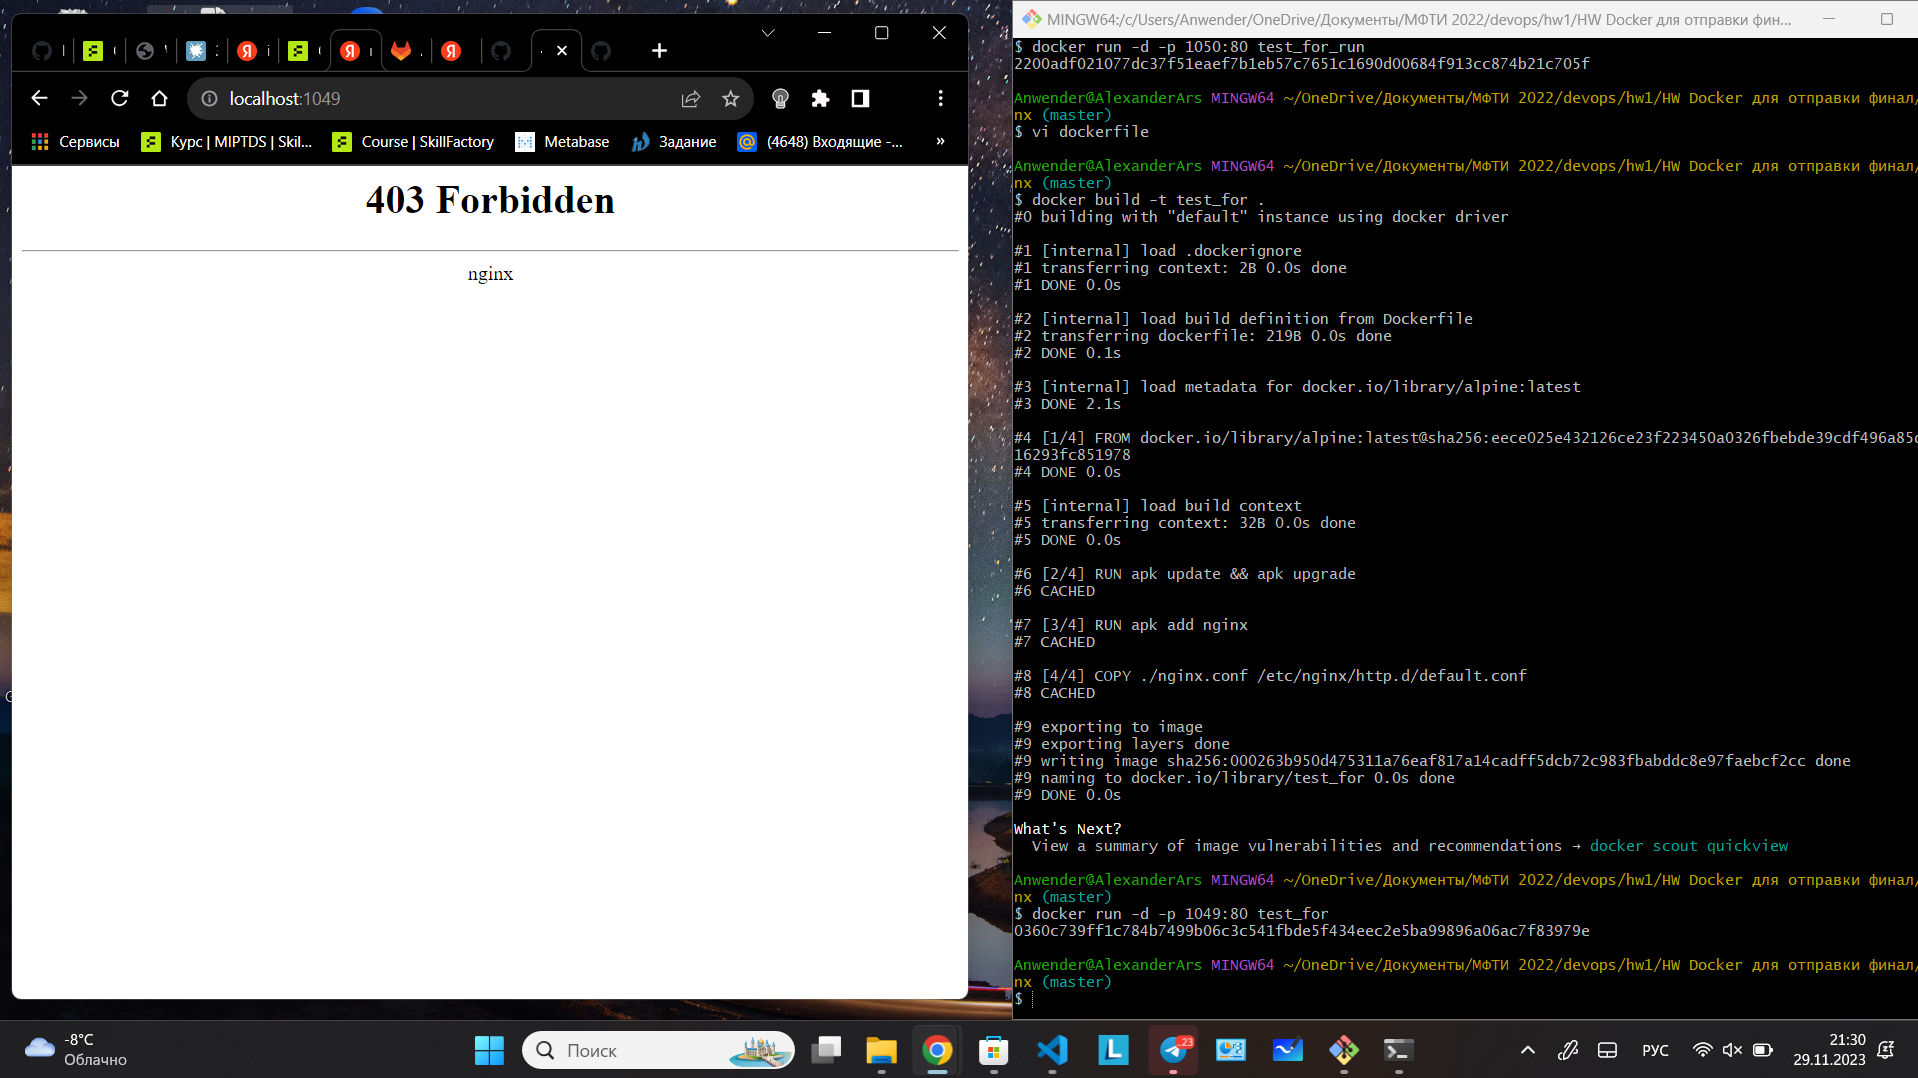 localhost:1049
Сервисы
Курс | MIPTDS | Skil...
Course | SkillFactory
Metabase
Задание
(4648) Входящие -...
»
403 Forbidden
nginx
MINGW64:/c/Users/Anwender/OneDrive/Документы/МФТИ 2022/devops/hw1/HW Docker для отправки фин...
$ docker run -d -p 1050:80 test_for_run
2200adf021077dc37f51eaef7b1eb57c7651c1690d00684f913cc874b21c705f
Anwender@AlexanderArs MINGW64 ~/OneDrive/Документы/МФТИ 2022/devops/hw1/HW Docker для отправки финал/
nx (master)
$ vi dockerfile
Anwender@AlexanderArs MINGW64 ~/OneDrive/Документы/МФТИ 2022/devops/hw1/HW Docker для отправки финал/
nx (master)
$ docker build -t test_for .
#0 building with "default" instance using docker driver
#1 [internal] load .dockerignore
#1 transferring context: 2B 0.0s done
#1 DONE 0.0s
#2 [internal] load build definition from Dockerfile
#2 transferring dockerfile: 219B 0.0s done
#2 DONE 0.1s
#3 [internal] load metadata for docker.io/library/alpine:latest
#3 DONE 2.1s
#4 [1/4] FROM docker.io/library/alpine:latest@sha256:eece025e432126ce23f223450a0326fbebde39cdf496a85d
16293fc851978
#4 DONE 0.0s
#5 [internal] load build context
#5 transferring context: 32B 0.0s done
#5 DONE 0.0s
#6 [2/4] RUN apk update && apk upgrade
#6 CACHED
#7 [3/4] RUN apk add nginx
#7 CACHED
#8 [4/4] COPY ./nginx.conf /etc/nginx/http.d/default.conf
#8 CACHED
#9 exporting to image
#9 exporting layers done
#9 writing image sha256:000263b950d475311a76eaf817a14cadff5dcb72c983fbabddc8e97faebcf2cc done
#9 naming to docker.io/library/test_for 0.0s done
#9 DONE 0.0s
What's Next?
View a summary of image vulnerabilities and recommendations → docker scout quickview
Anwender@AlexanderArs MINGW64 ~/OneDrive/Документы/МФТИ 2022/devops/hw1/HW Docker для отправки финал/
nx (master)
$ docker run -d -p 1049:80 test_for
0360c739ff1c784b7499b06c3c541fbde5f434eec2e5ba99896a06ac7f83979e
Anwender@AlexanderArs MINGW64 ~/OneDrive/Документы/МФТИ 2022/devops/hw1/HW Docker для отправки финал/
nx (master)
$
-8°C
Облачно
Поиск
23
РУС
21:30
29.11.2023